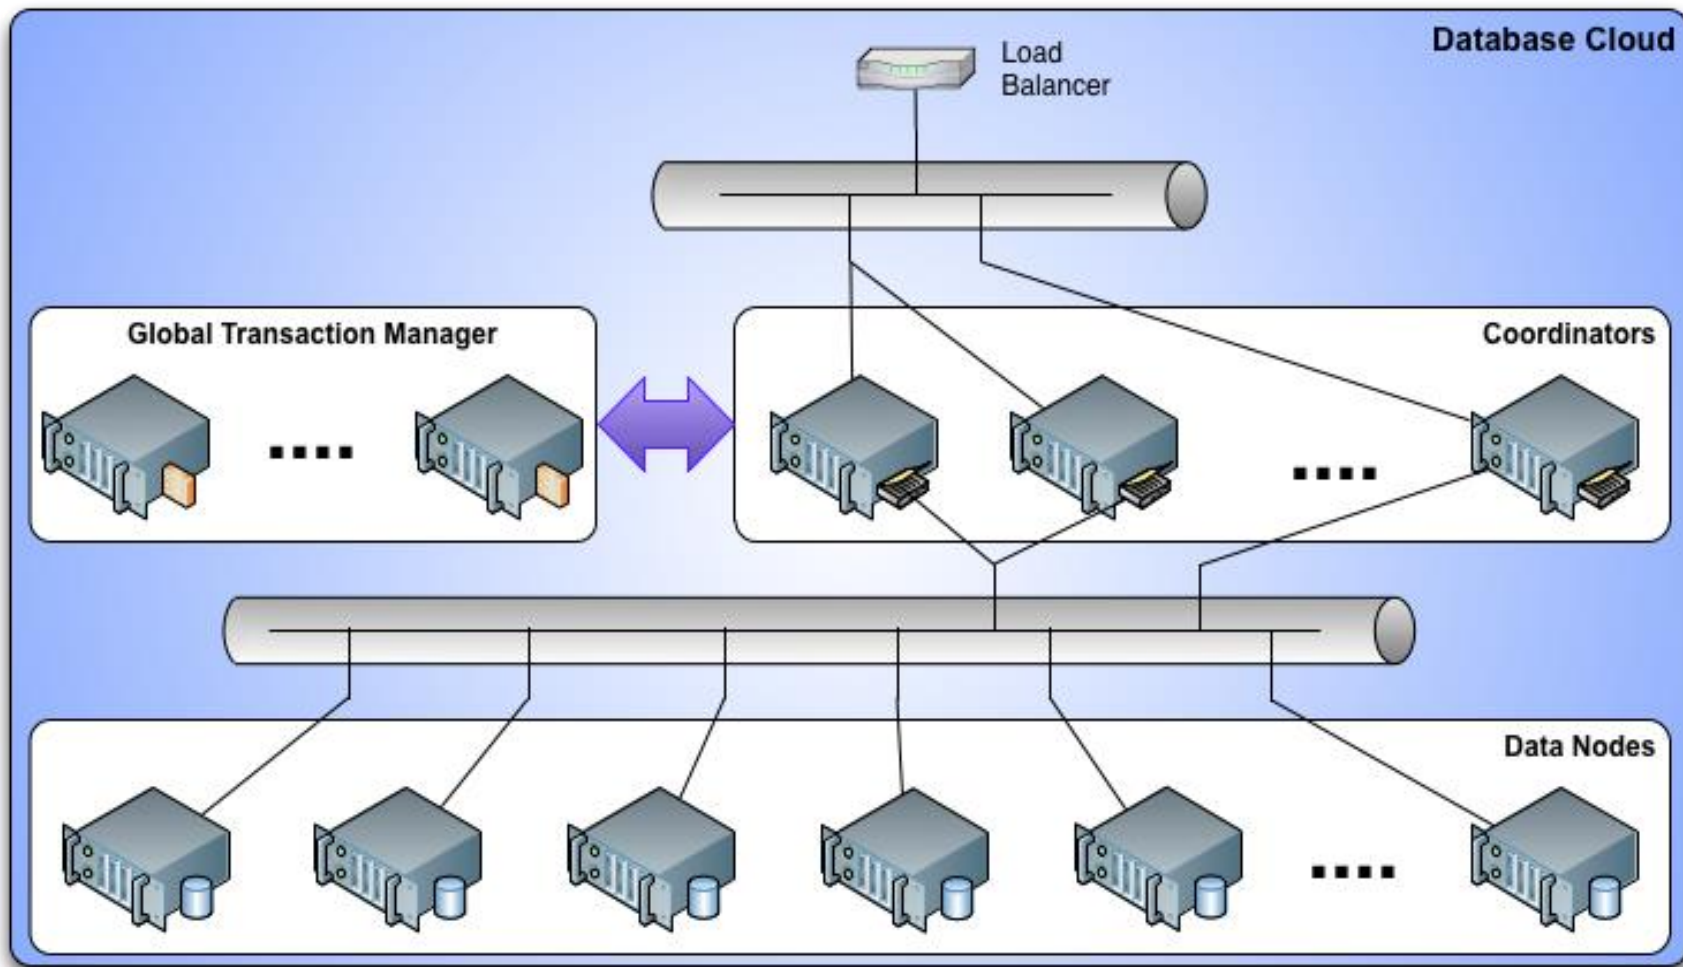 Database Cloud
Load
Balancer
Global Transaction Manager
Coordinators
Data Nodes